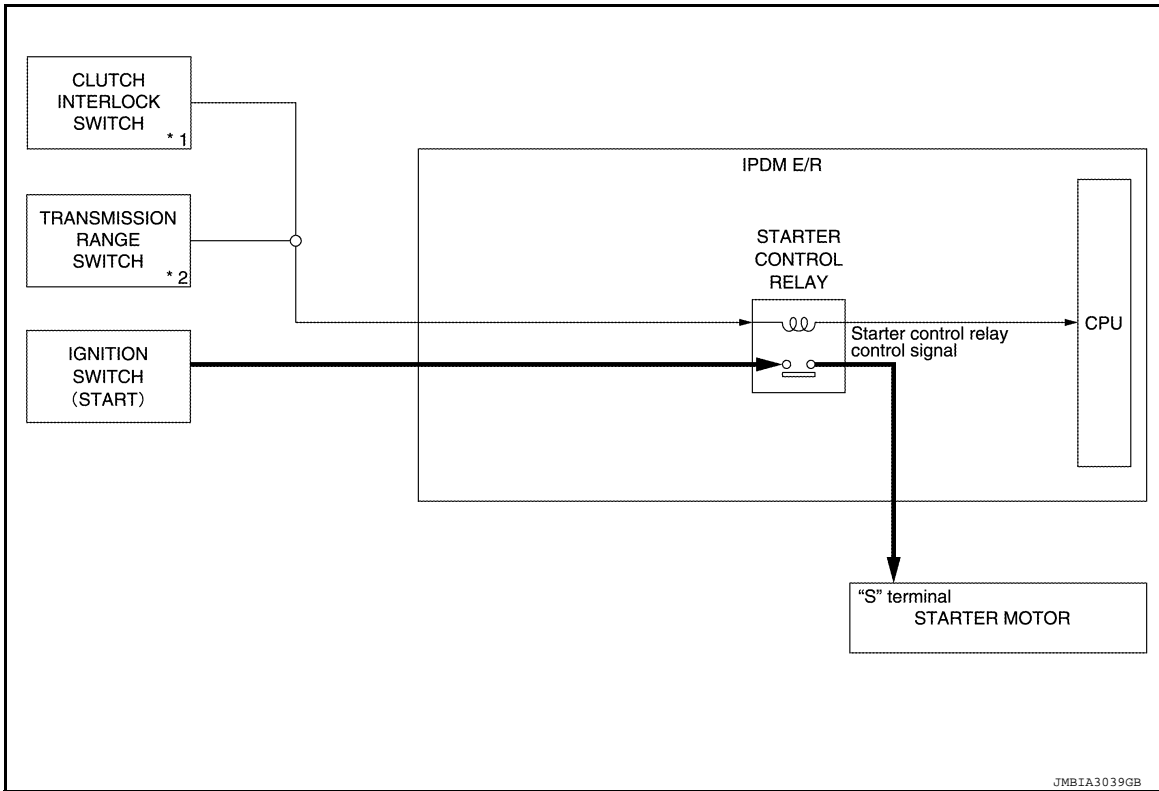 CLUTCH
INTERLOCK
SWITCH
* 1
TRANSMISSION
RANGE
SWITCH
* 2
IGNITION
SWITCH
(START)
IPDM E/R
STARTER
CONTROL
RELAY
Starter control relay
control signal
CPU
“S” terminal
STARTER MOTOR
JMBIA3039GB